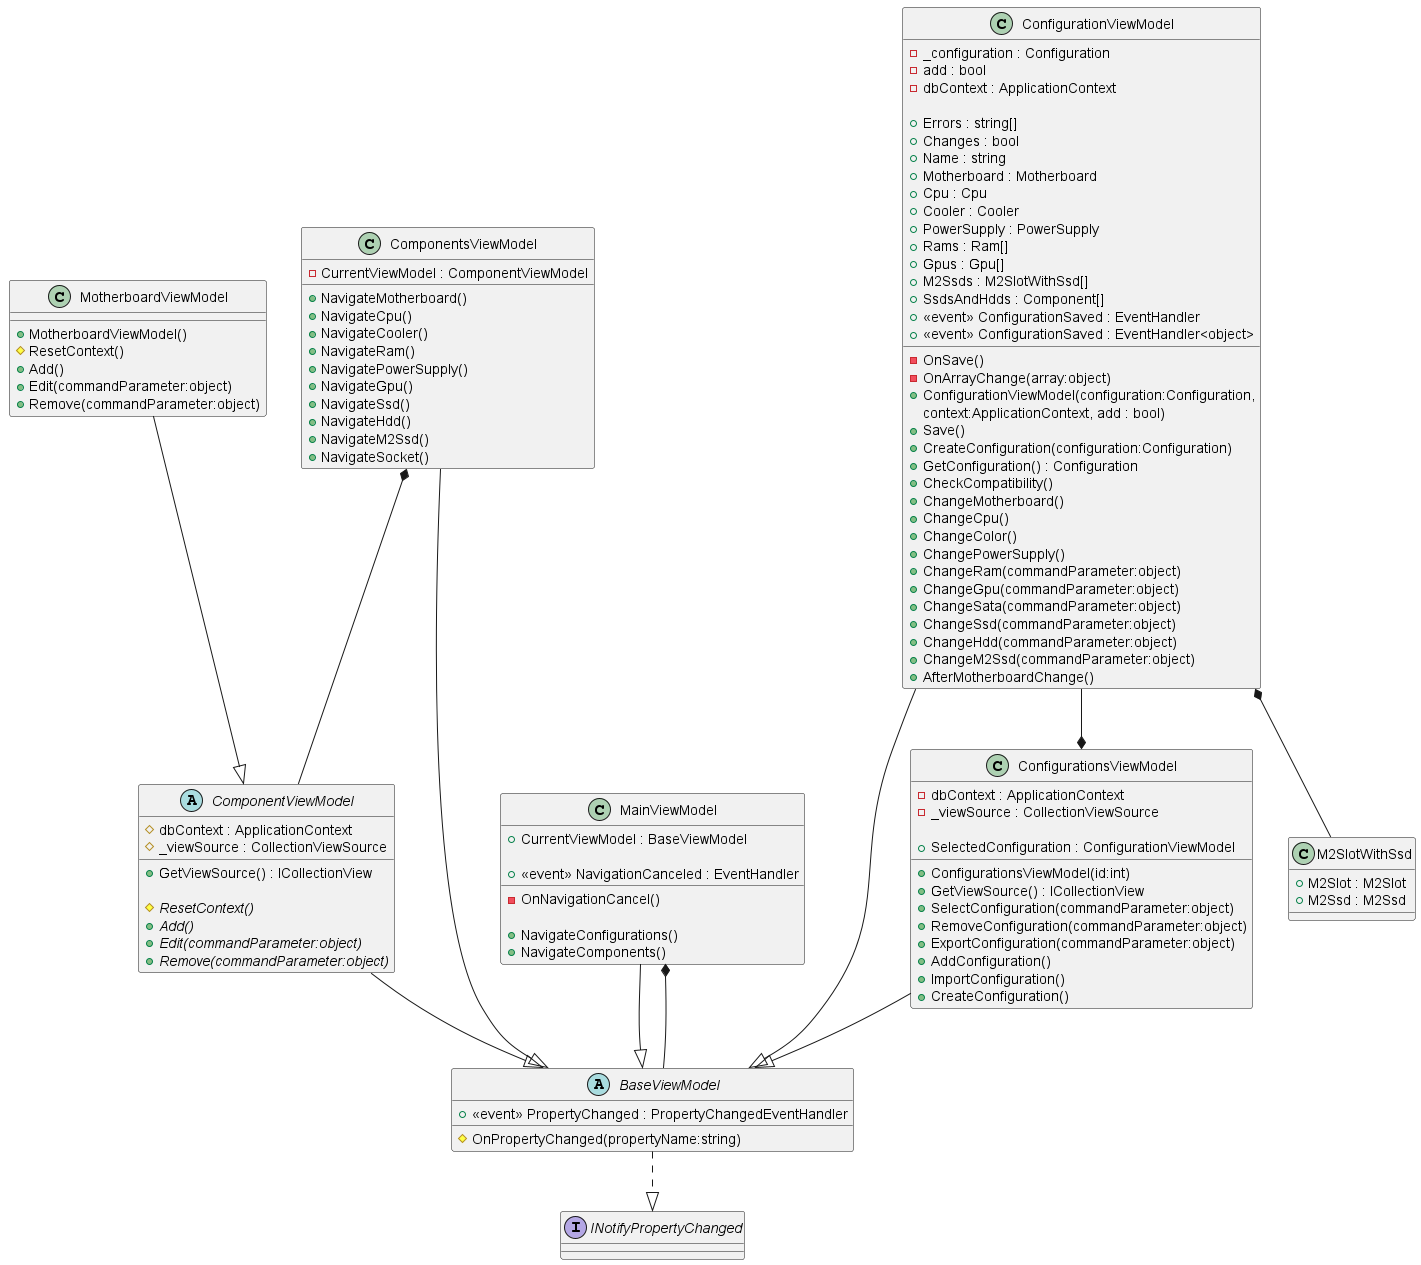 C ConfigurationViewModel
_configuration : Configuration
add : bool
dbContext : ApplicationContext
Errors : string[]
Changes : bool
Name : string
Motherboard : Motherboard
Cpu : Cpu
Cooler : Cooler
PowerSupply : PowerSupply
Rams : Ram[]
Gpus : Gpu[]
M2Ssds : M2SlotWithSsd[]
SsdsAndHdds : Component[]
«event» ConfigurationSaved : EventHandler
«event» ConfigurationSaved : EventHandler<object>
OnSave()
OnArrayChange(array:object)
ConfigurationViewModel(configuration:Configuration,
context:ApplicationContext, add : bool)
Save()
CreateConfiguration(configuration:Configuration)
GetConfiguration() : Configuration
CheckCompatibility()
ChangeMotherboard()
ChangeCpu()
ChangeColor()
ChangePowerSupply()
ChangeRam(commandParameter:object)
ChangeGpu(commandParameter:object)
ChangeSata(commandParameter:object)
ChangeSsd(commandParameter:object)
ChangeHdd(commandParameter:object)
ChangeM2Ssd(commandParameter:object)
AfterMotherboardChange()
C ComponentsViewModel
CurrentViewModel : ComponentViewModel
NavigateMotherboard()
NavigateCpu()
NavigateCooler()
NavigateRam()
NavigatePowerSupply()
NavigateGpu()
NavigateSsd()
NavigateHdd()
NavigateM2Ssd()
NavigateSocket()
C MotherboardViewModel
MotherboardViewModel()
ResetContext()
Add()
Edit(commandParameter:object)
Remove(commandParameter:object)
A ComponentViewModel
dbContext : ApplicationContext
_viewSource : CollectionViewSource
GetViewSource() : ICollectionView
ResetContext()
Add()
Edit(commandParameter:object)
Remove(commandParameter:object)
C MainViewModel
CurrentViewModel : BaseViewModel
«event» NavigationCanceled : EventHandler
OnNavigationCancel()
NavigateConfigurations()
NavigateComponents()
C ConfigurationsViewModel
dbContext : ApplicationContext
_viewSource : CollectionViewSource
SelectedConfiguration : ConfigurationViewModel
ConfigurationsViewModel(id:int)
GetViewSource() : ICollectionView
SelectConfiguration(commandParameter:object)
RemoveConfiguration(commandParameter:object)
ExportConfiguration(commandParameter:object)
AddConfiguration()
ImportConfiguration()
CreateConfiguration()
C M2SlotWithSsd
M2Slot : M2Slot
M2Ssd : M2Ssd
A BaseViewModel
«event» PropertyChanged : PropertyChangedEventHandler
OnPropertyChanged(propertyName:string)
I INotifyPropertyChanged